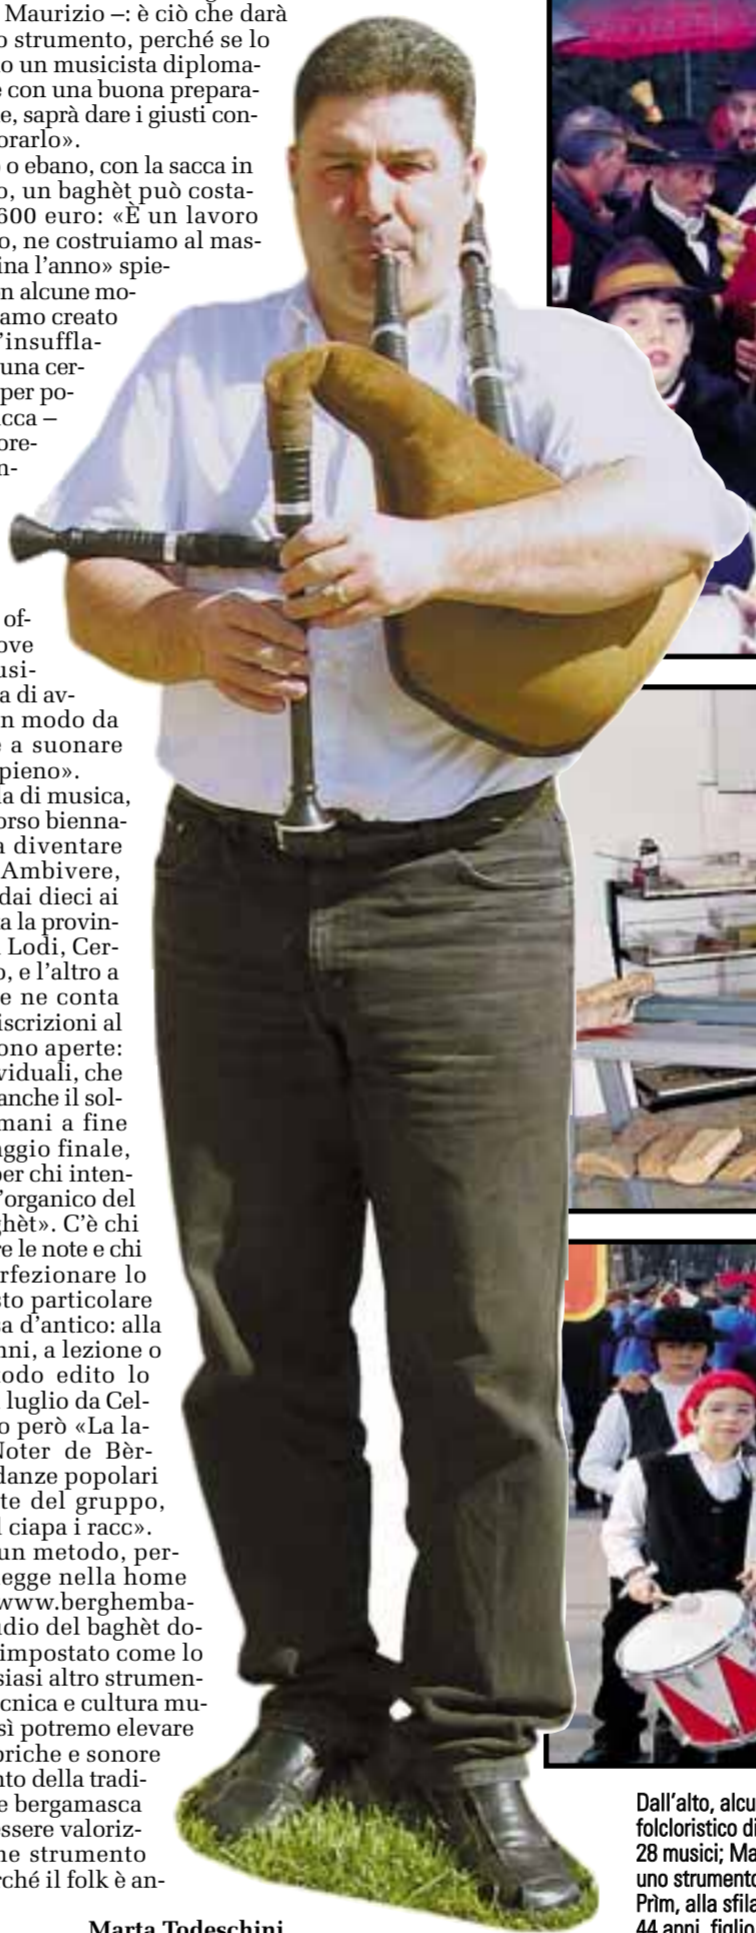 Maurizio –: è ciò che darà
o strumento, perché se lo
o un musicista diploma-
e con una buona prepara-
e, saprà dare i giusti con-
orarlo».
o o ebano, con la sacca in
o, un baghèt può costa-
600 euro: «È un lavoro
o, ne costruiamo al mas-
ina l'anno» spie-
n alcune mo-
amo creato
'insuffla-
una cer-
per po-
acca –
ore-
n-
of-
ove
usi-
a di av-
n modo da
e a suonare
pieno».
la di musica,
orso bienna-
a diventare
Ambivere,
dai dieci ai
ta la provin-
Lodi, Cer-
o, e l'altro a
e ne conta
iscrizioni al
ono aperte:
viduali, che
anche il sol-
mani a fine
aggio finale,
per chi inten-
'organico del
ghèt». C'è chi
re le note e chi
rfezionare lo
sto particolare
sa d'antico: alla
nni, a lezione o
odo edito lo
luglio da Cel-
o però «La la-
Noter de Bèr-
danze popolari
te del gruppo,
l ciapa i racc».
un metodo, per-
egge nella home
www.berghemba-
udio del baghèt do-
impostato come lo
siasi altro strumen-
cnica e cultura mu-
sì potremo elevare
oriche e sonore
nto della tradi-
e bergamasca
essere valoriz-
me strumento
rché il folk è an-
Marta Todeschini
Dall'alto, alcu
folcloristico di
28 musici; Ma
uno strumento
Prìm, alla sfila
44 anni, figlio